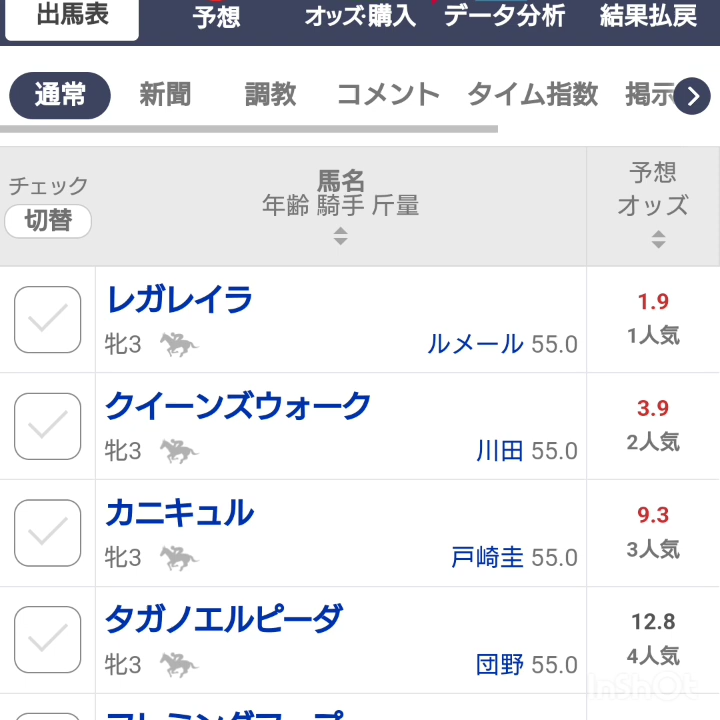 出馬表 予想 オッズ・購入 データ分析 結果払戻
通常 新聞 調教 コメント タイム指数 掲示
チェック
切替
馬名
年齢 騎手 斤量
予想
オッズ
レガレイラ
牝3 ルメール 55.0
1.9
1人気
クイーンズウォーク
牝3 川田 55.0
3.9
2人気
カニキュル
牝3 戸崎圭 55.0
9.3
3人気
タガノエルピーダ
牝3 団野 55.0
12.8
4人気
InShOt